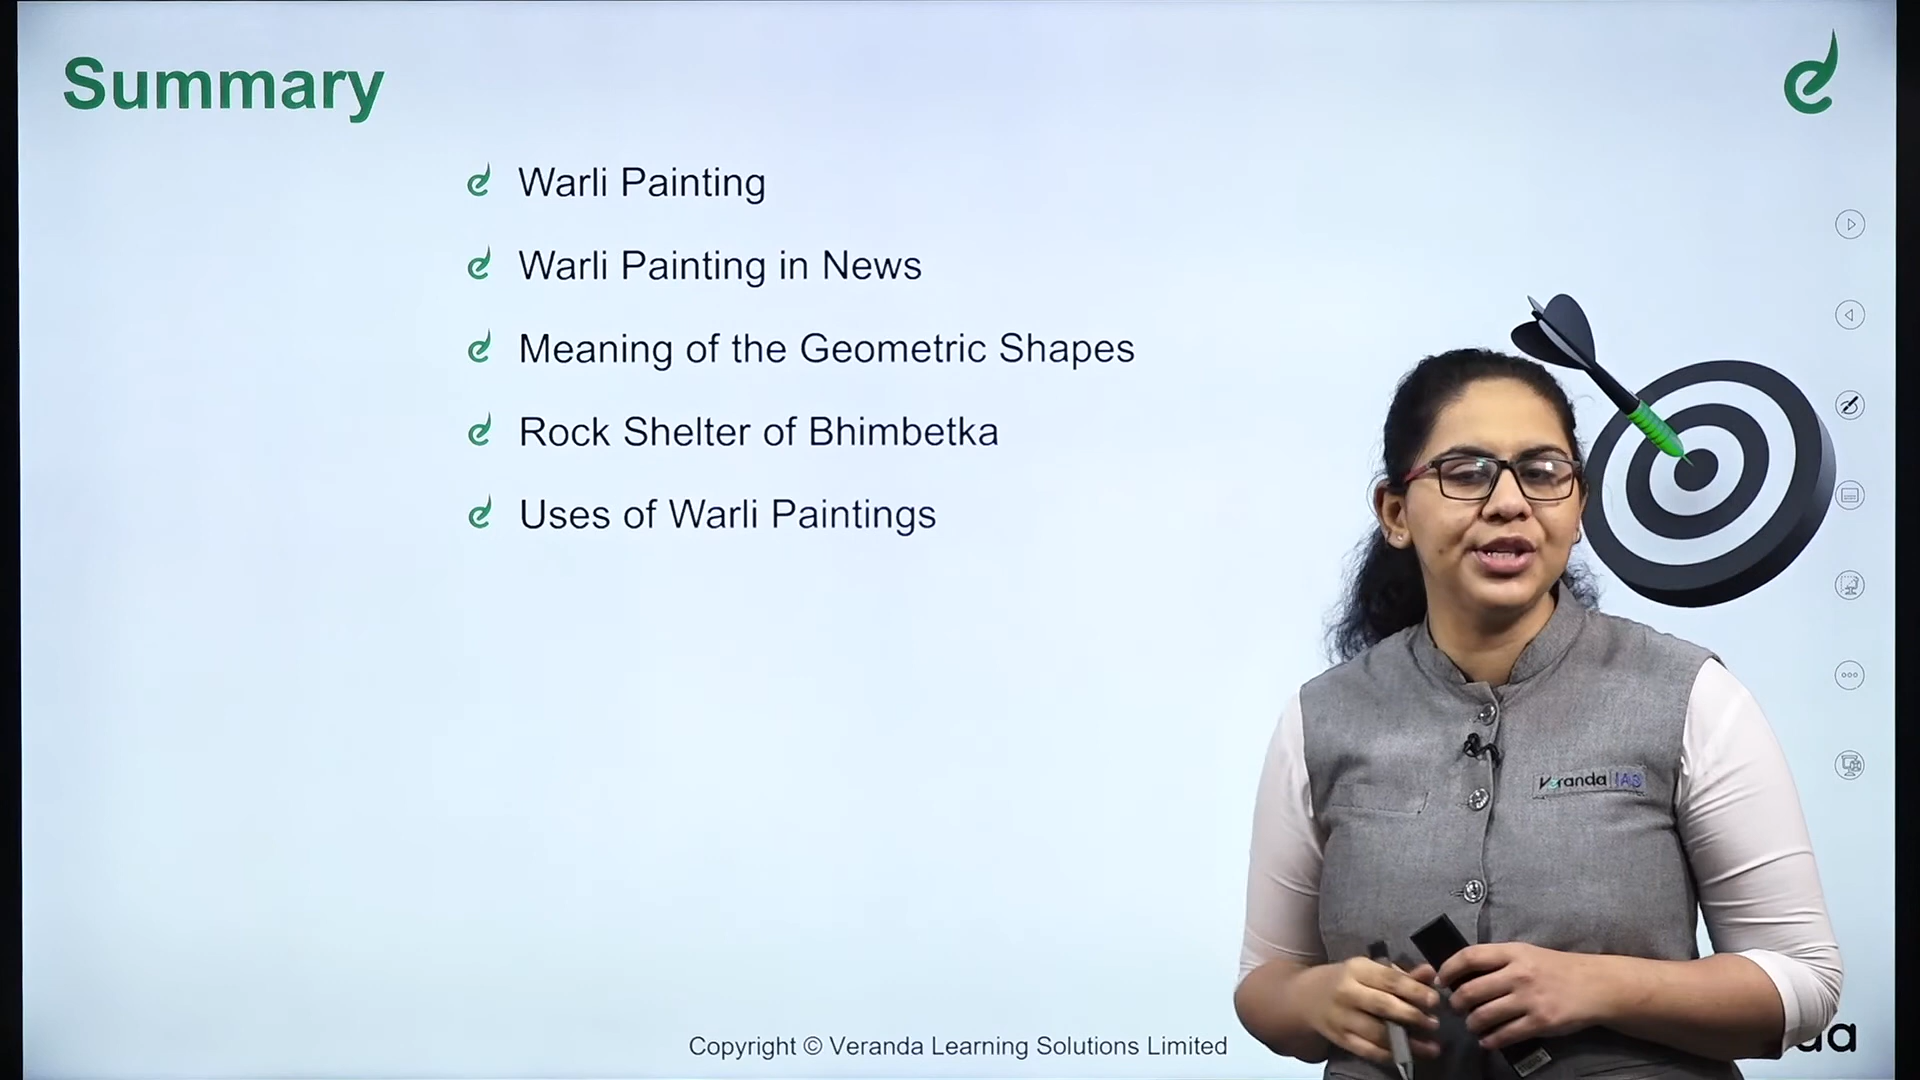 Summary
Warli Painting
Warli Painting in News
Meaning of the Geometric Shapes
Rock Shelter of Bhimbetka
Uses of Warli Paintings
Veranda IAS
Copyright © Veranda Learning Solutions Limited